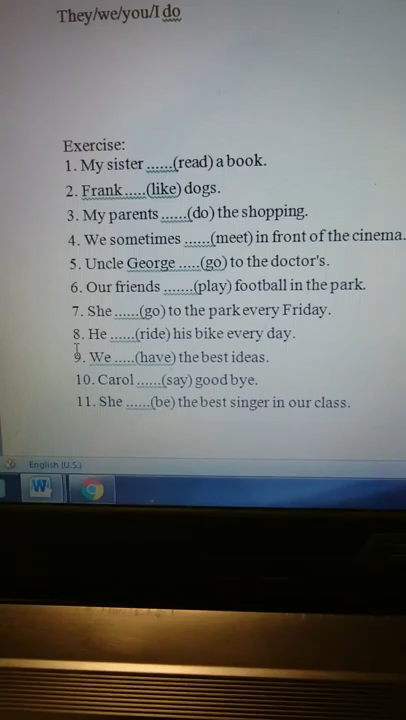 They/we/you/I do
Exercise:
1. My sister ......(read) a book.
2. Frank .....(like) dogs.
3. My parents ......(do) the shopping.
4. We sometimes ......(meet) in front of the cinema.
5. Uncle George .....(go) to the doctor's.
6. Our friends .......(play) football in the park.
7. She ......(go) to the park every Friday.
8. He ......(ride) his bike every day.
9. We .....(have) the best ideas.
10. Carol ......(say) good bye.
11. She ......(be) the best singer in our class.
English (U.S.)
W